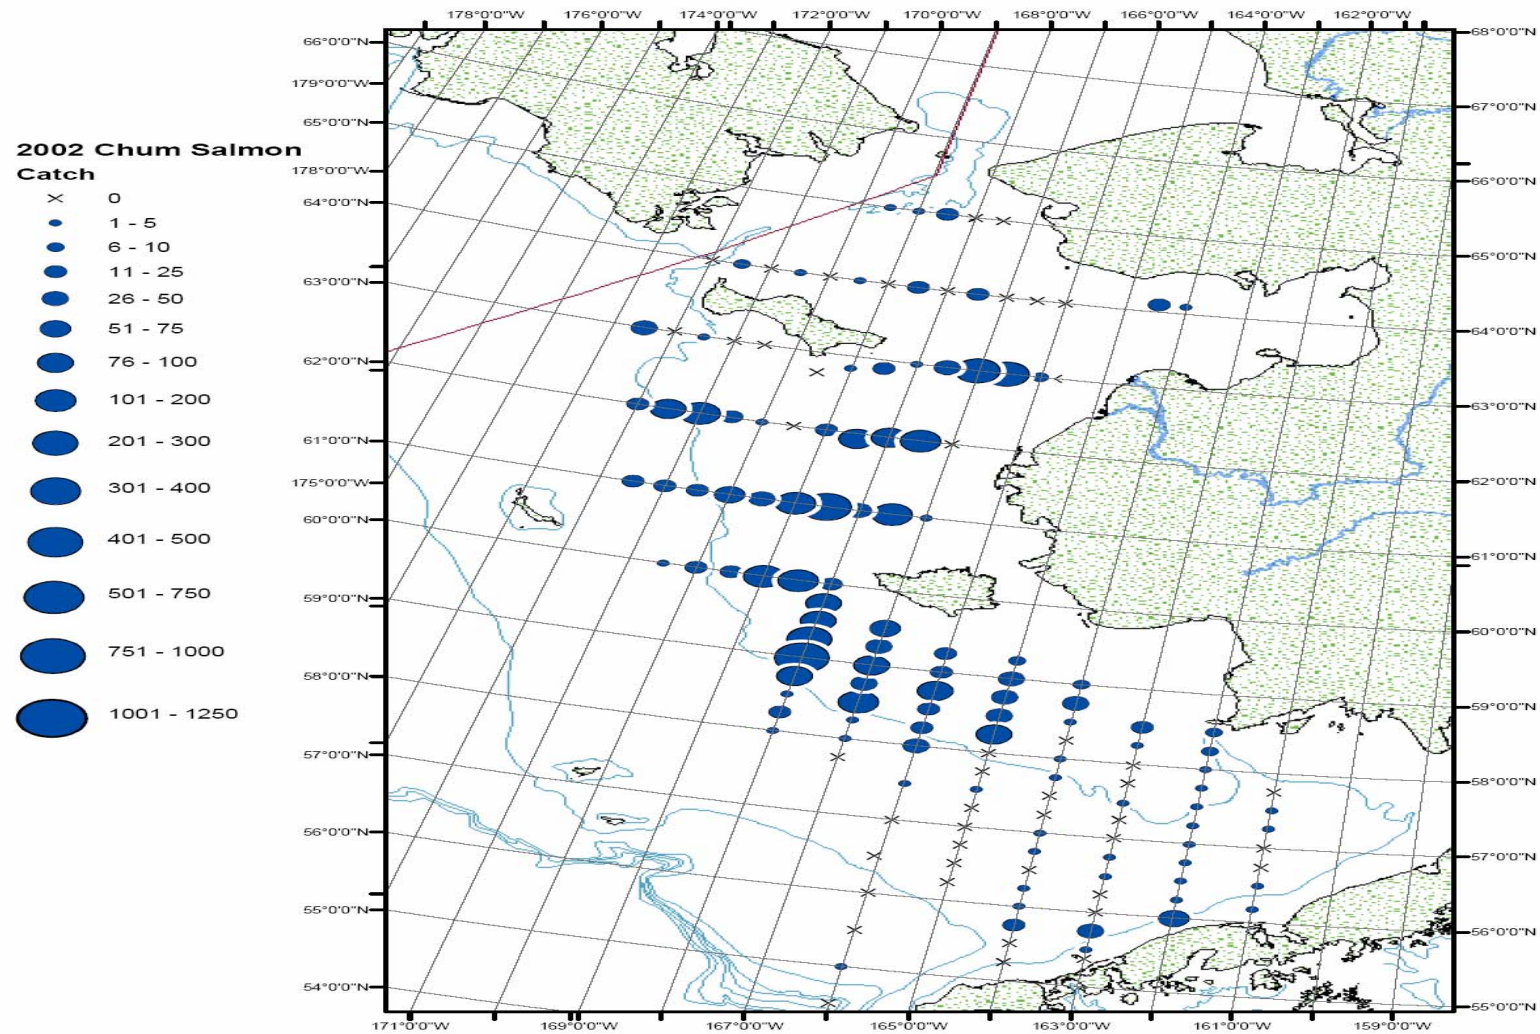 178°0'0"W 176°0'0"W 174°0'0"W 172°0'0"W 170°0'0"W 168°0'0"W 166°0'0"W 164°0'0"W 162°0'0"W
66°0'0"N 68°0'0"N
179°0'0"W 67°0'0"N
65°0'0"N
2002 Chum Salmon
Catch
178°0'0"W 66°0'0"N
0
64°0'0"N
1 - 5
6 - 10 65°0'0"N
11 - 25
63°0'0"N
26 - 50
51 - 75 64°0'0"N
76 - 100 62°0'0"N
101 - 200 63°0'0"N
201 - 300 61°0'0"N
301 - 400 175°0'0"W 62°0'0"N
60°0'0"N
401 - 500 61°0'0"N
501 - 750 59°0'0"N
60°0'0"N
751 - 1000
58°0'0"N
1001 - 1250 59°0'0"N
57°0'0"N
58°0'0"N
56°0'0"N
57°0'0"N
55°0'0"N
56°0'0"N
54°0'0"N
55°0'0"N
171°0'0"W 169°0'0"W 167°0'0"W 165°0'0"W 163°0'0"W 161°0'0"W 159°0'0"W